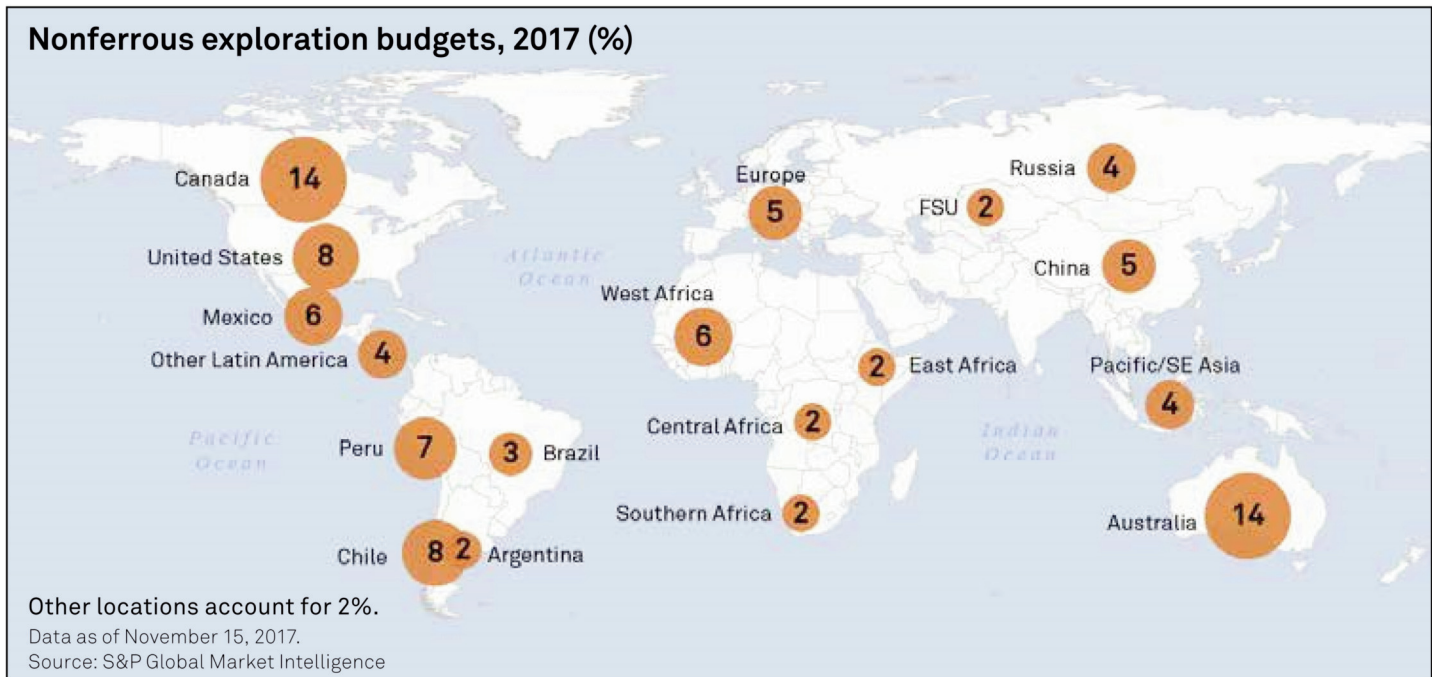 Nonferrous exploration budgets, 2017 (%)
Canada 14
United States 8
Mexico 6
Other Latin America 4
Peru 7
3 Brazil
Chile 8
2 Argentina
Atlantic
Ocean
Pacific
Ocean
Europe
5
West Africa
6
2 East Africa
Central Africa 2
Southern Africa 2
Russia 4
FSU 2
China 5
Pacific/SE Asia
4
Indian
Ocean
Australia 14
Other locations account for 2%.
Data as of November 15, 2017.
Source: S&P Global Market Intelligence